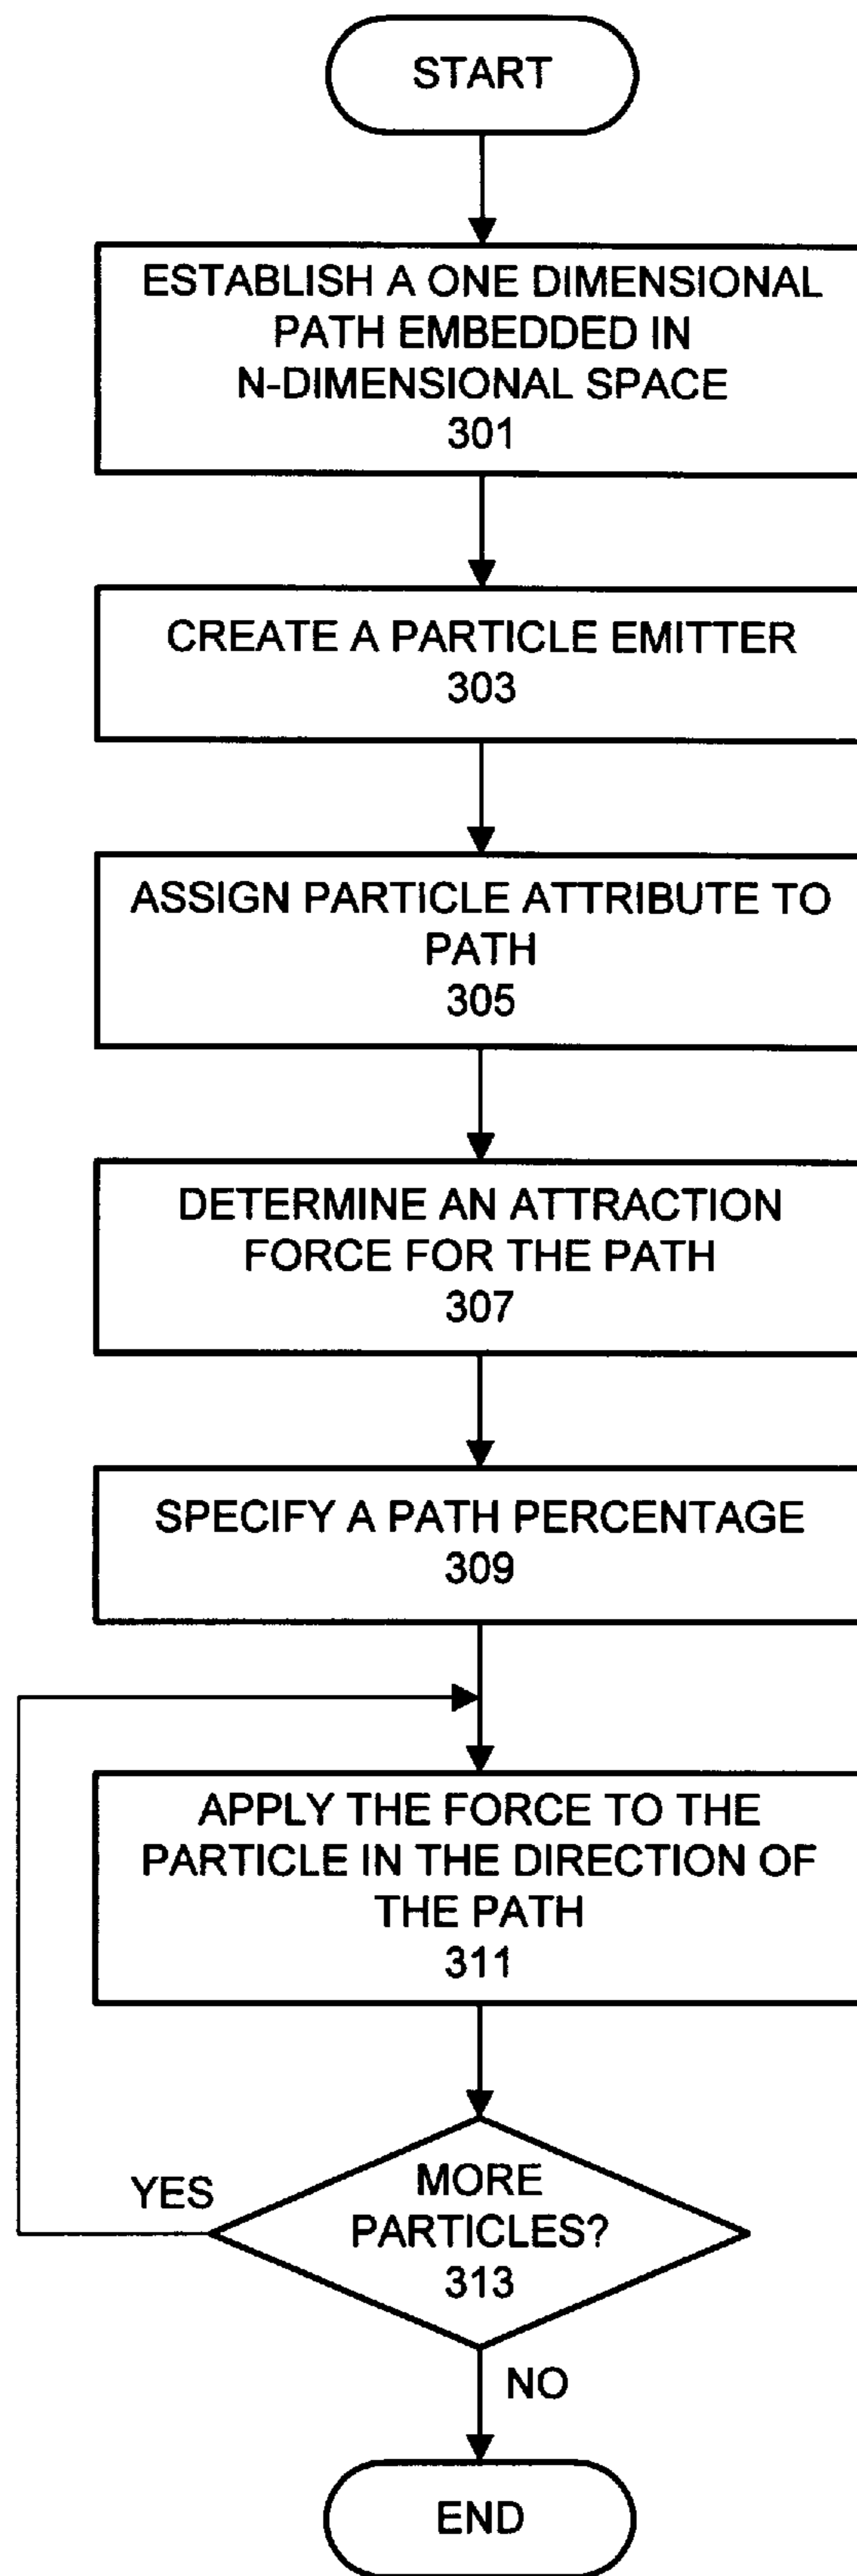 START
ESTABLISH A ONE DIMENSIONAL
PATH EMBEDDED IN
N-DIMENSIONAL SPACE
301
CREATE A PARTICLE EMITTER
303
ASSIGN PARTICLE ATTRIBUTE TO
PATH
305
DETERMINE AN ATTRACTION
FORCE FOR THE PATH
307
SPECIFY A PATH PERCENTAGE
309
APPLY THE FORCE TO THE
PARTICLE IN THE DIRECTION OF
THE PATH
311
YES
MORE
PARTICLES?
313
NO
END